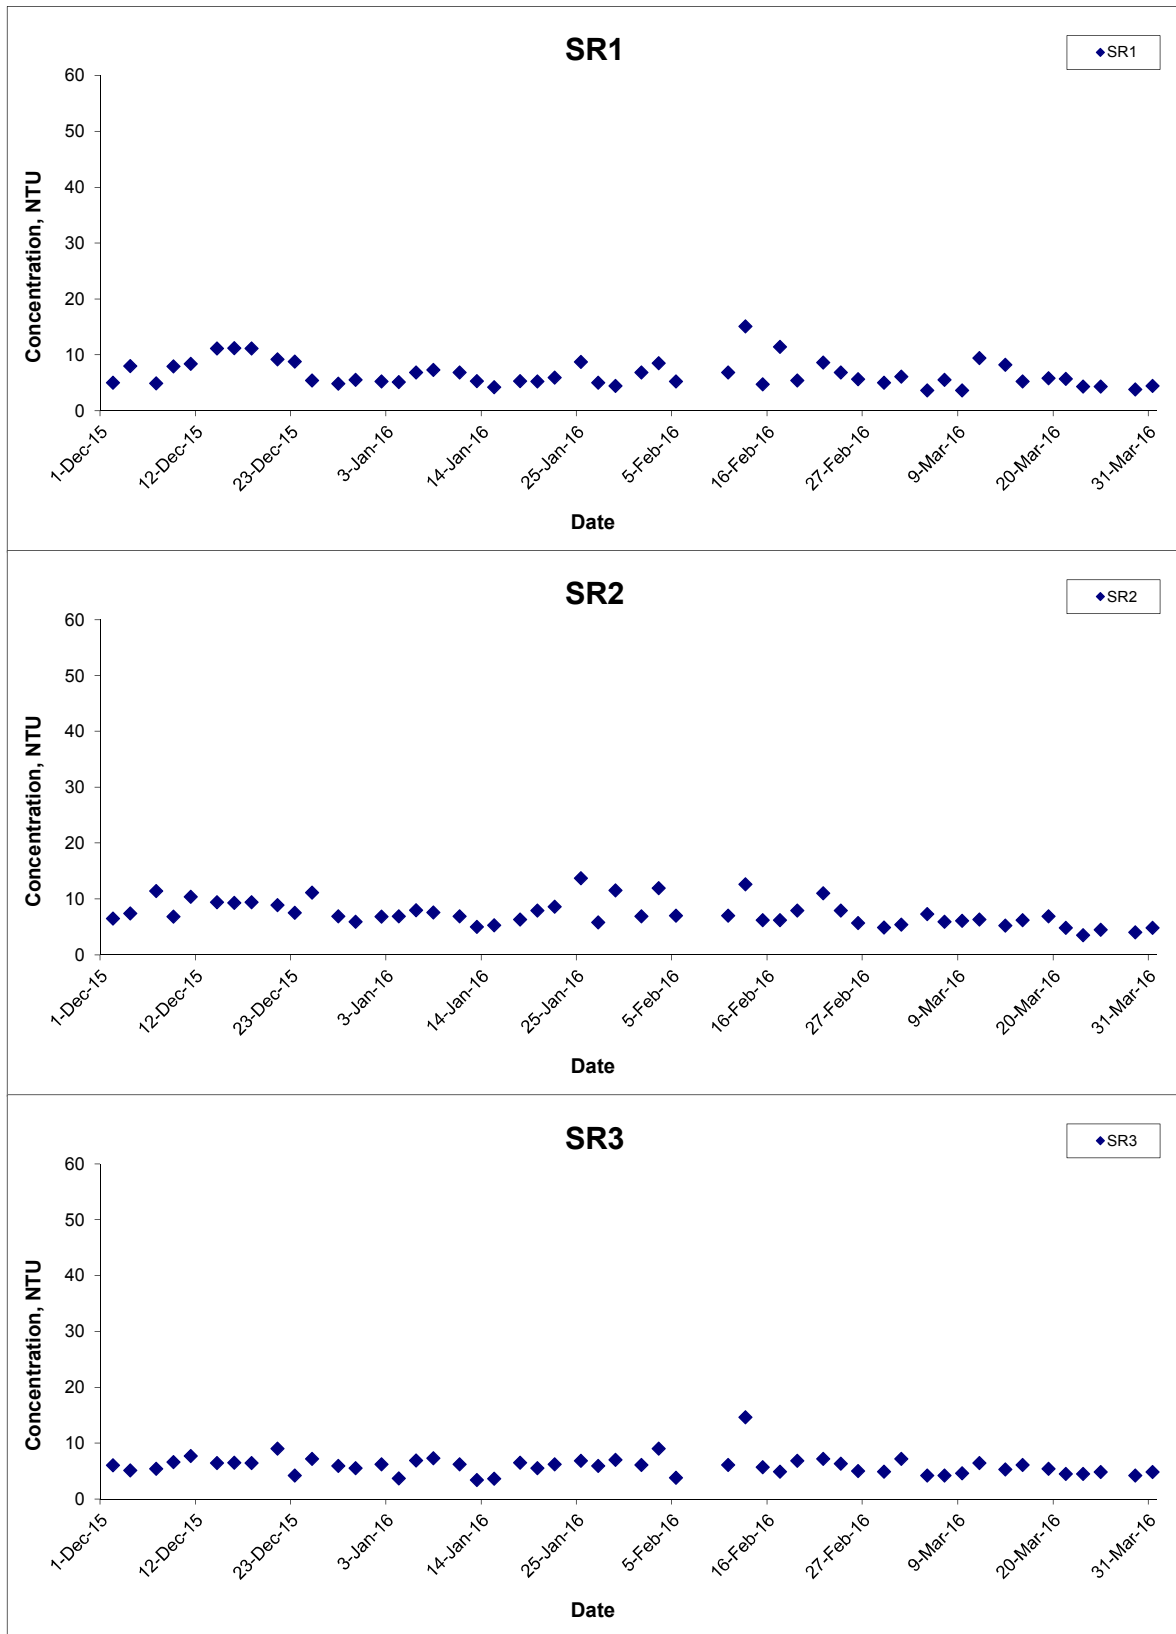 SR1
SR1
60
50
40
30
20
10
0
Concentration, NTU
1-Dec-15
12-Dec-15
23-Dec-15
3-Jan-16
14-Jan-16
25-Jan-16
5-Feb-16
16-Feb-16
27-Feb-16
9-Mar-16
20-Mar-16
31-Mar-16
Date
SR2
SR2
60
50
40
30
20
10
0
Concentration, NTU
1-Dec-15
12-Dec-15
23-Dec-15
3-Jan-16
14-Jan-16
25-Jan-16
5-Feb-16
16-Feb-16
27-Feb-16
9-Mar-16
20-Mar-16
31-Mar-16
Date
SR3
SR3
60
50
40
30
20
10
0
Concentration, NTU
1-Dec-15
12-Dec-15
23-Dec-15
3-Jan-16
14-Jan-16
25-Jan-16
5-Feb-16
16-Feb-16
27-Feb-16
9-Mar-16
20-Mar-16
31-Mar-16
Date